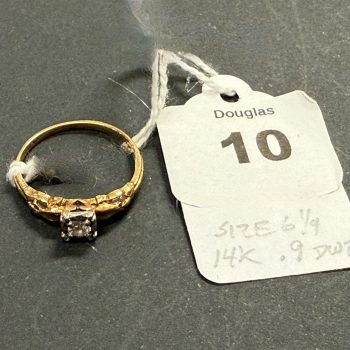 Douglas
10
SIZE 6 1/4
14K .9 DWT